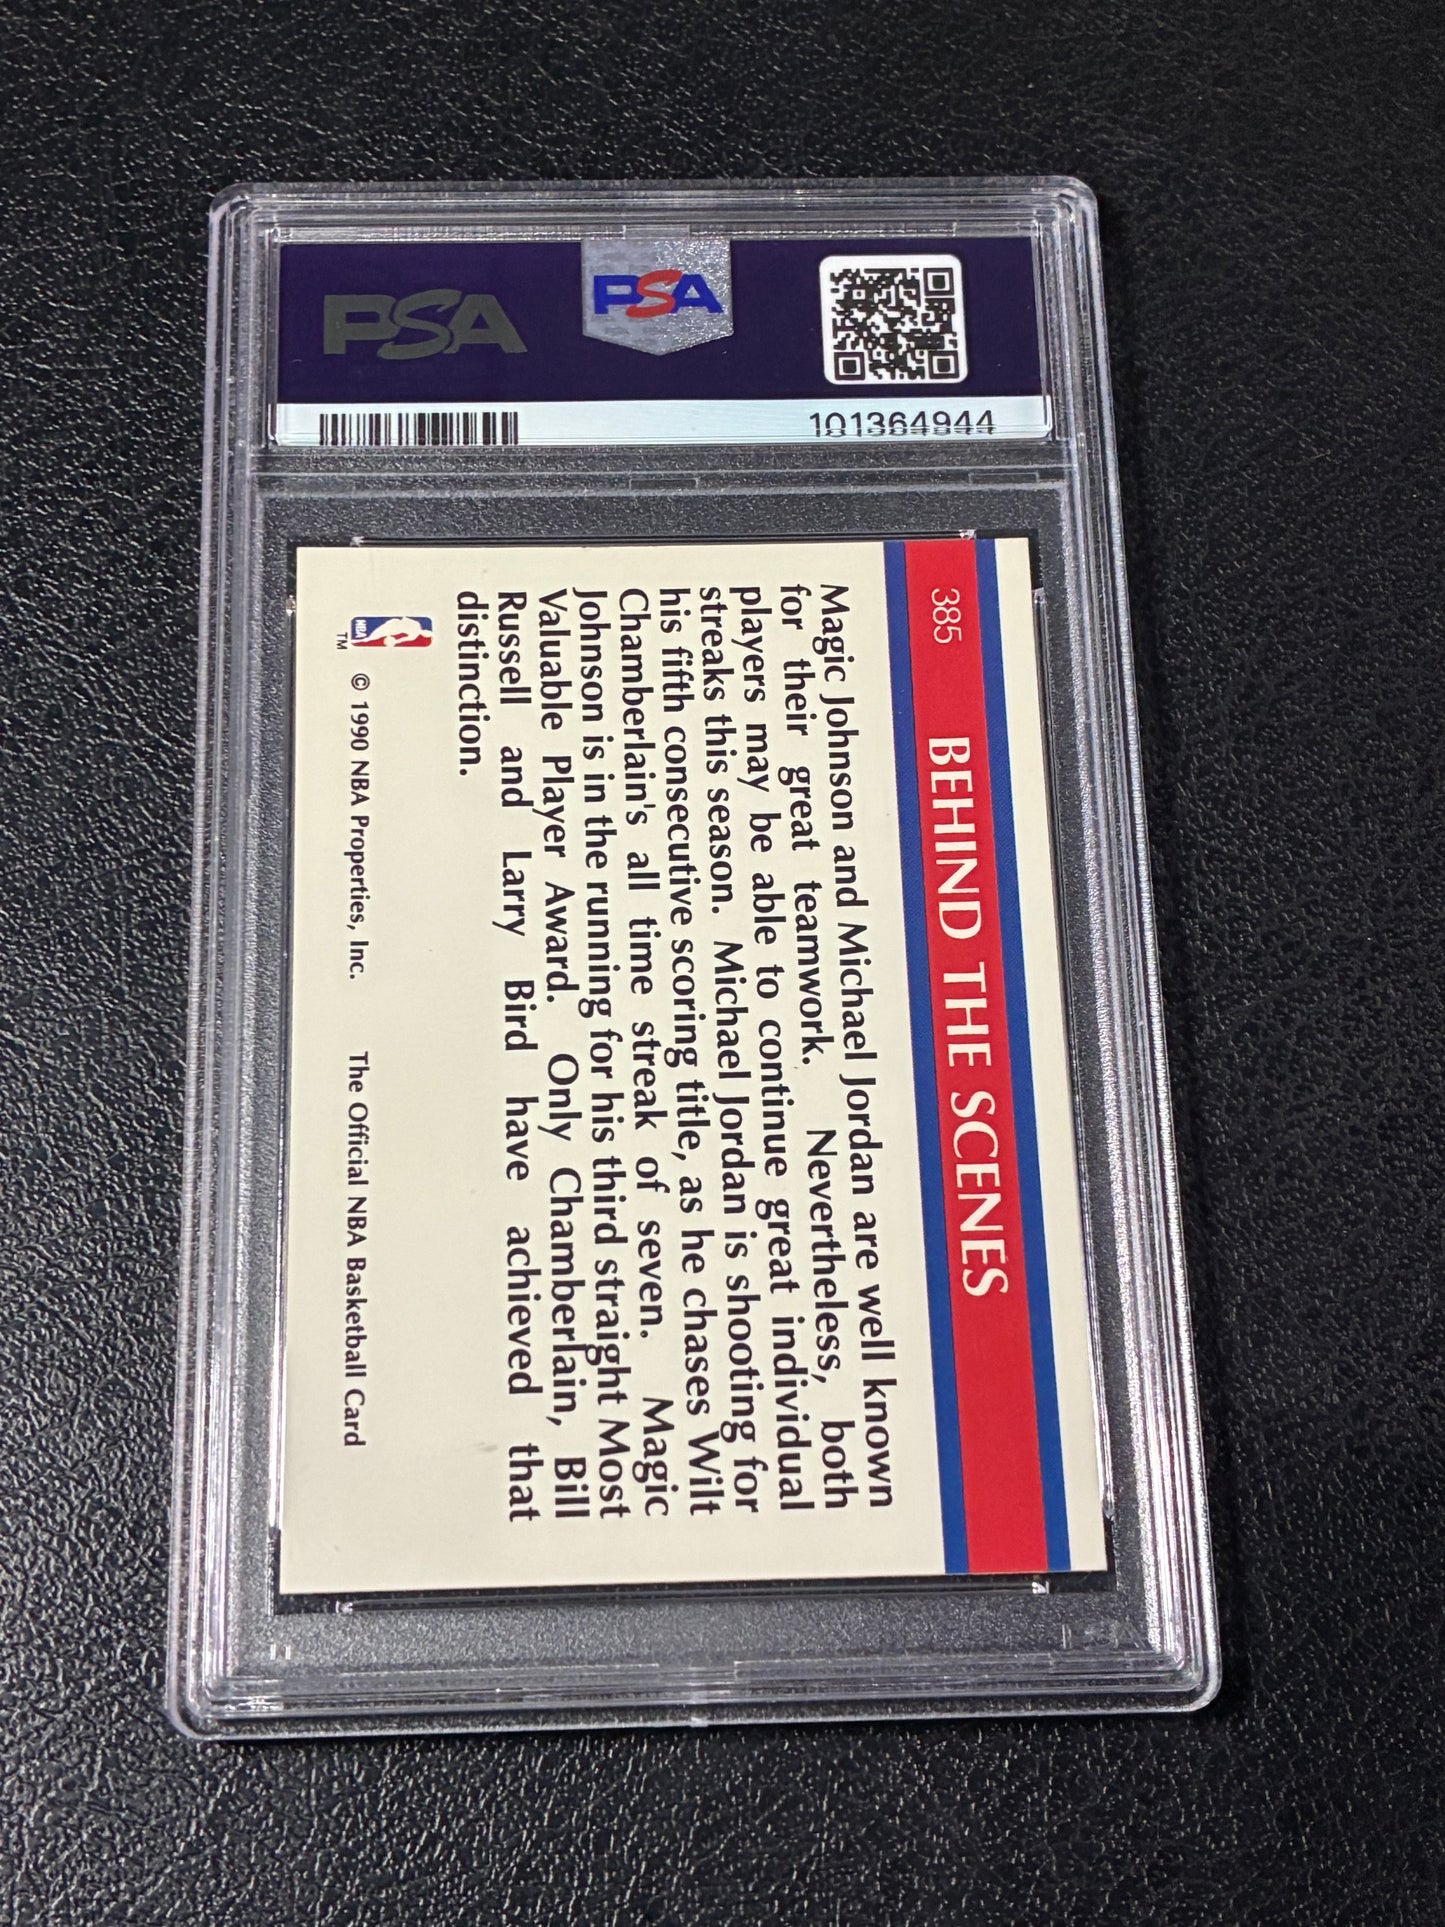 PSA
PSA
101364944
385
BEHIND THE SCENES
Magic Johnson and Michael Jordan are well known
for their great teamwork. Nevertheless, both
players may be able to continue great individual
streaks this season. Michael Jordan is shooting for
his fifth consecutive scoring title, as he chases Wilt
Chamberlain's all time streak of seven. Magic
Johnson is in the running for his third straight Most
Valuable Player Award. Only Chamberlain, Bill
Russell and Larry Bird have achieved that
distinction.
NBA
TM
© 1990 NBA Properties, Inc.
The Official NBA Basketball Card